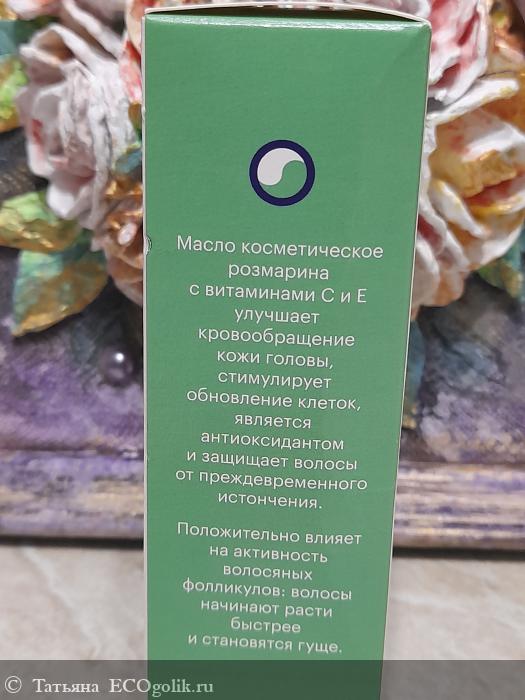 Масло косметическое
розмарина
с витаминами С и Е
улучшает
кровообращение
кожи головы,
стимулирует
обновление клеток,
является
антиоксидантом
и защищает волосы
от преждевременного
истончения.
Положительно влияет
на активность
волосяных
фолликулов: волосы
начинают расти
быстрее
и становятся гуще.
© Татьяна ECOgolik.ru